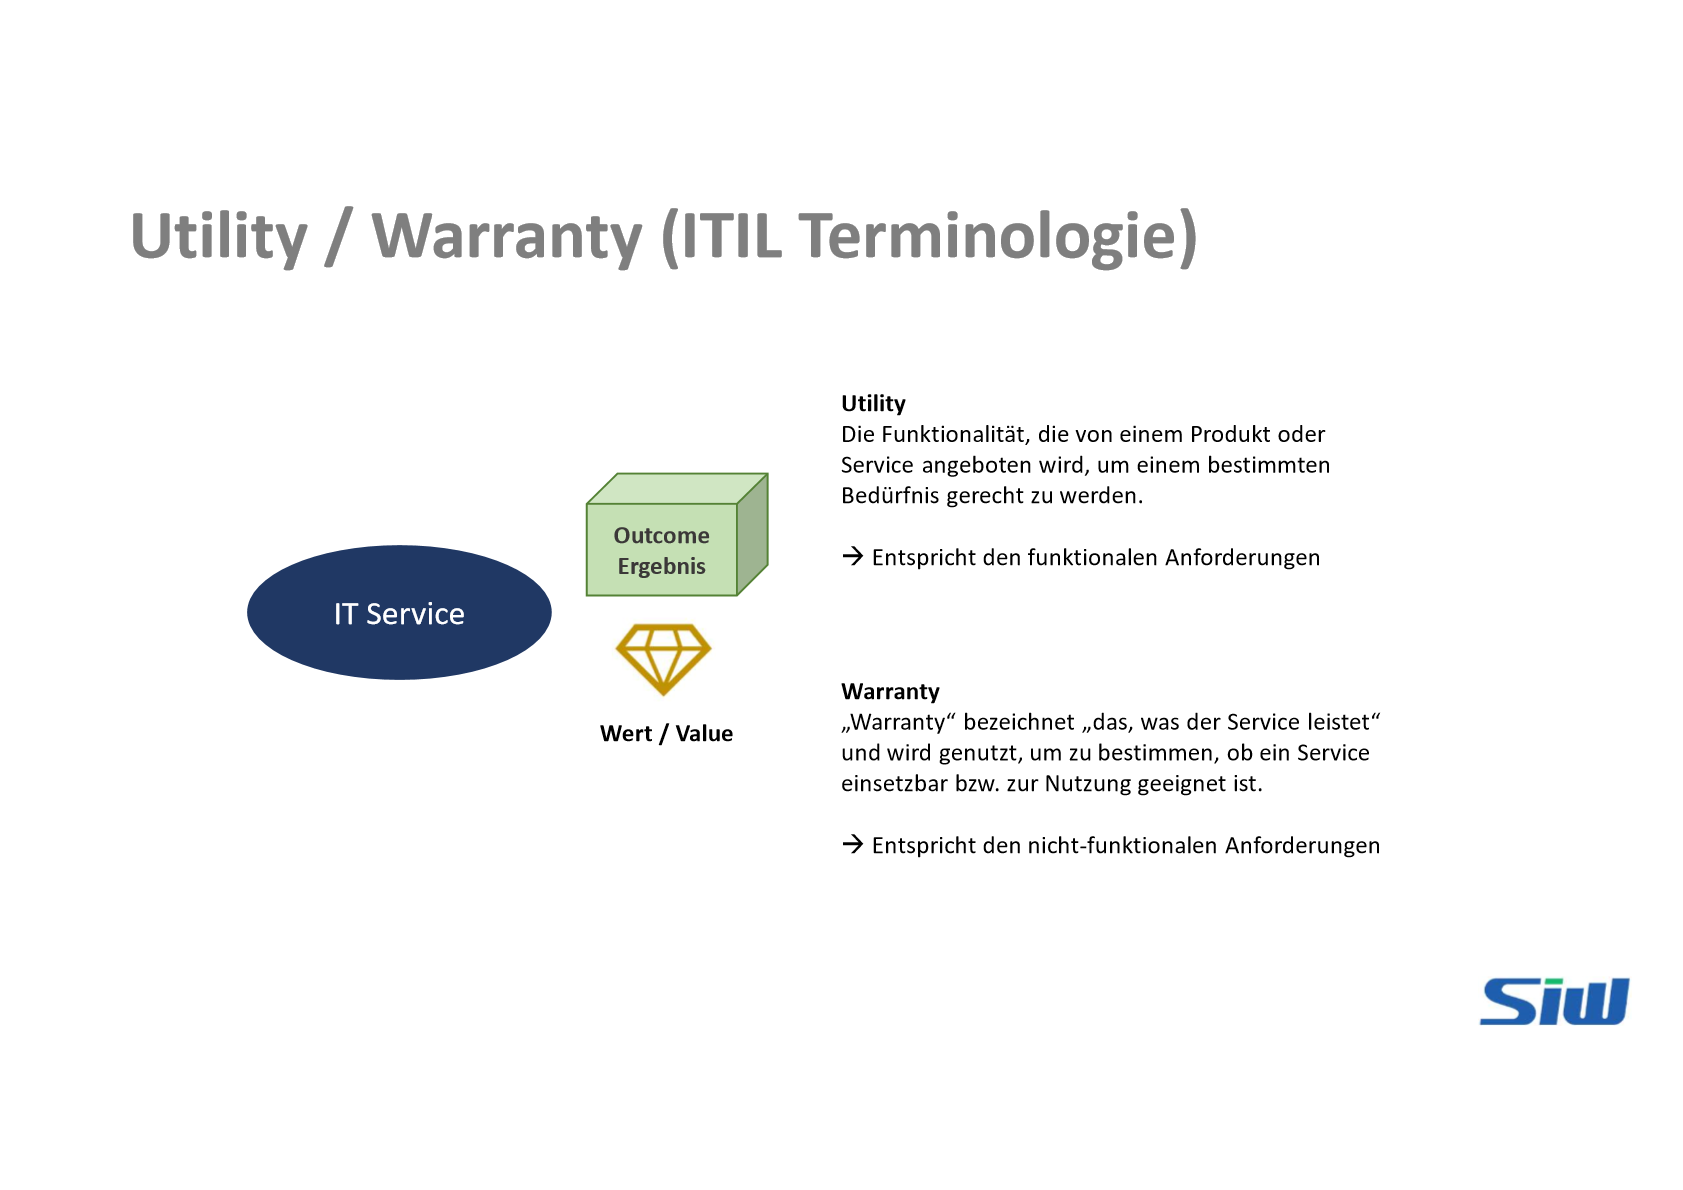 Utility / Warranty (ITIL Terminologie)
Utility
Die Funktionalität, die von einem Produkt oder
Service angeboten wird, um einem bestimmten
Bedürfnis gerecht zu werden.
→ Entspricht den funktionalen Anforderungen
Outcome
Ergebnis
IT Service
Wert / Value
Warranty
„Warranty“ bezeichnet „das, was der Service leistet“
und wird genutzt, um zu bestimmen, ob ein Service
einsetzbar bzw. zur Nutzung geeignet ist.
→ Entspricht den nicht-funktionalen Anforderungen
Siw